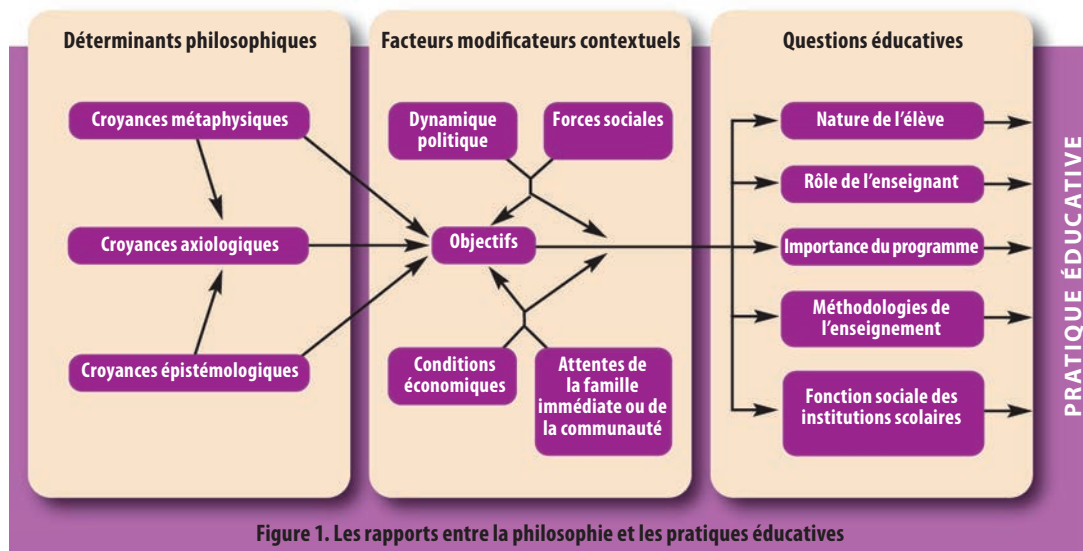 Déterminants philosophiques
Croyances métaphysiques
Croyances axiologiques
Croyances épistémologiques
Facteurs modificateurs contextuels
Dynamique
politique
Forces sociales
Objectifs
Conditions
économiques
Attentes de
la famille
immédiate ou de
la communauté
Questions éducatives
Nature de l’élève
Rôle de l’enseignant
Importance du programme
Méthodologies de
l’enseignement
Fonction sociale des
institutions scolaires
PRATIQUE ÉDUCATIVE
Figure 1. Les rapports entre la philosophie et les pratiques éducatives